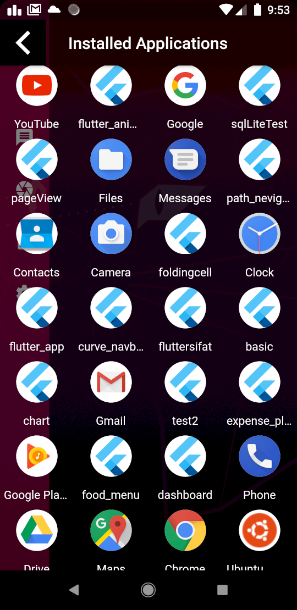 9:53
Installed Applications
YouTube
flutter_ani...
Google
sqlLiteTest
pageView
Files
Messages
path_nevig...
Contacts
Camera
foldingcell
Clock
flutter_app
curve_navb...
fluttersifat
basic
chart
Gmail
test2
expense_pl...
Google Pla...
food_menu
dashboard
Phone
Drive
Maps
Chrome
Ubuntu